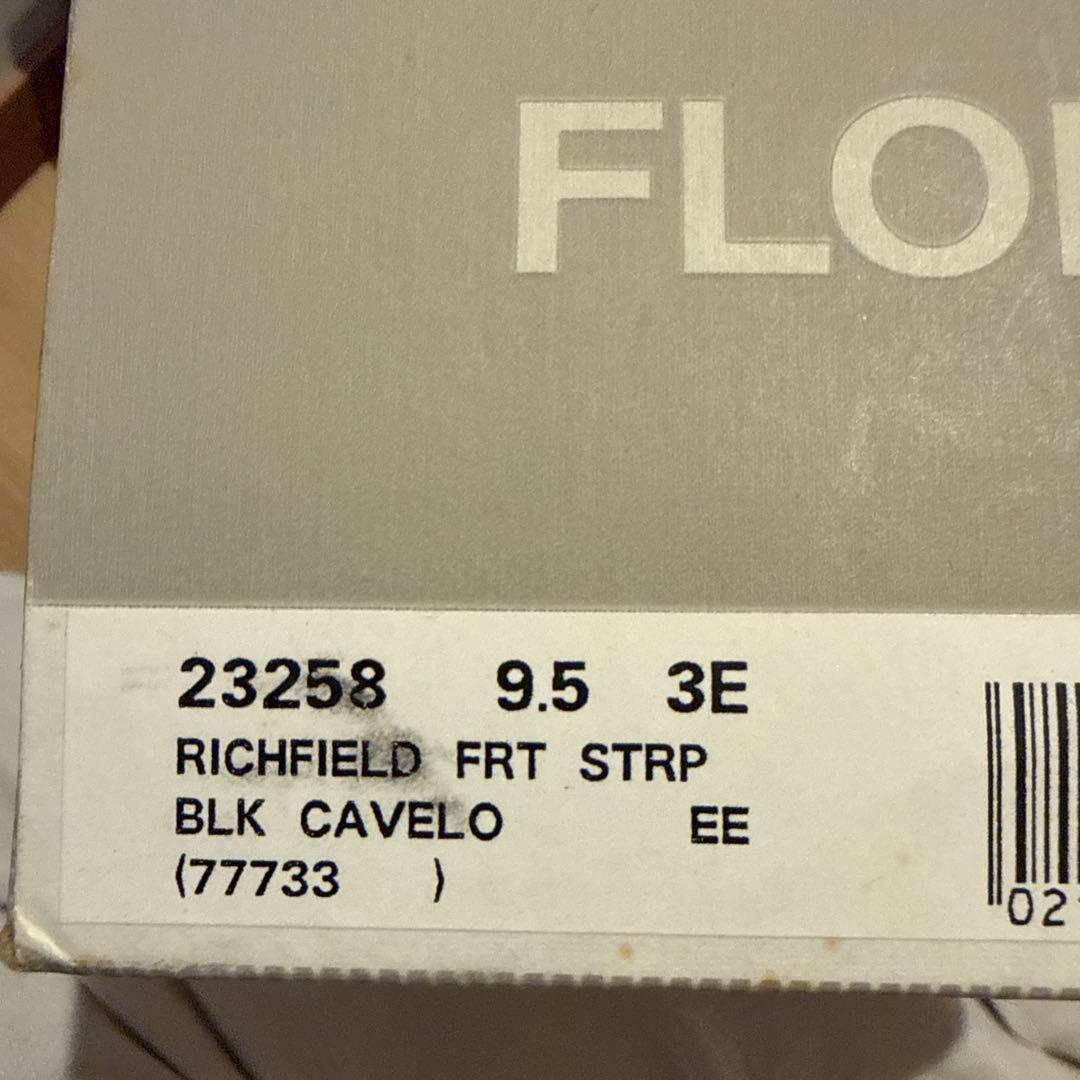 FLO
23258 9.5 3E
RICHFIELD FRT STRP
BLK CAVELO EE
(77733 )
02